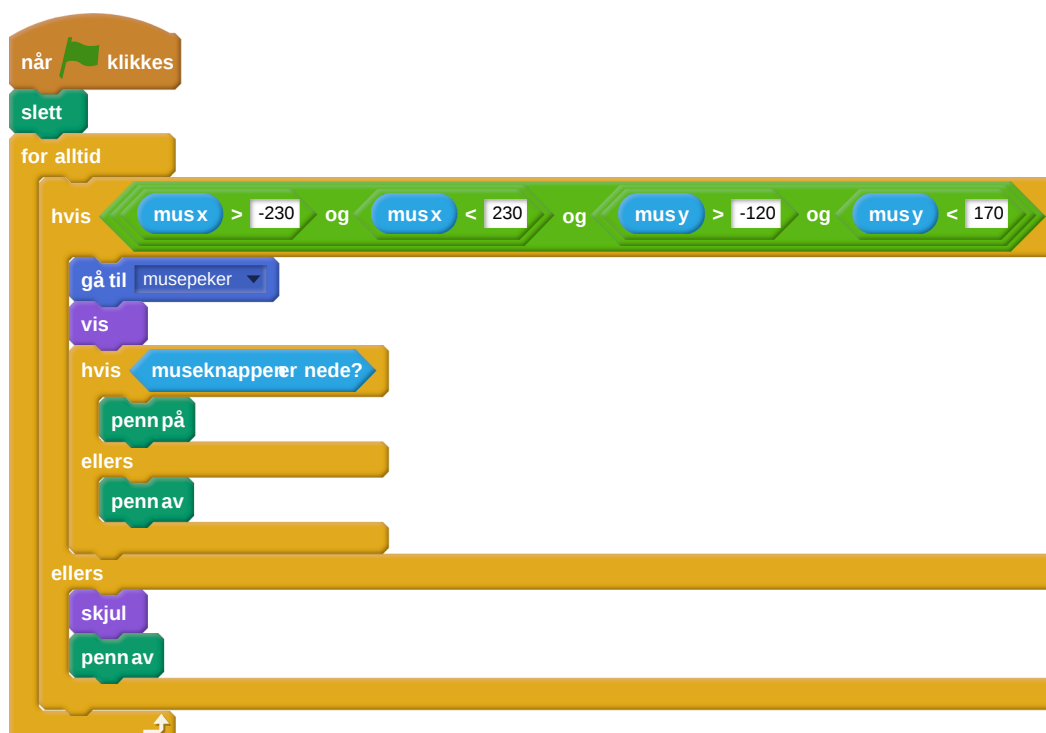 når klikkes
slett
for alltid
hvis mus x > -230 og mus x < 230 og mus y > -120 og mus y < 170
gå til musepeker
vis
hvis museknappen er nede?
penn på
ellers
penn av
ellers
skjul
penn av